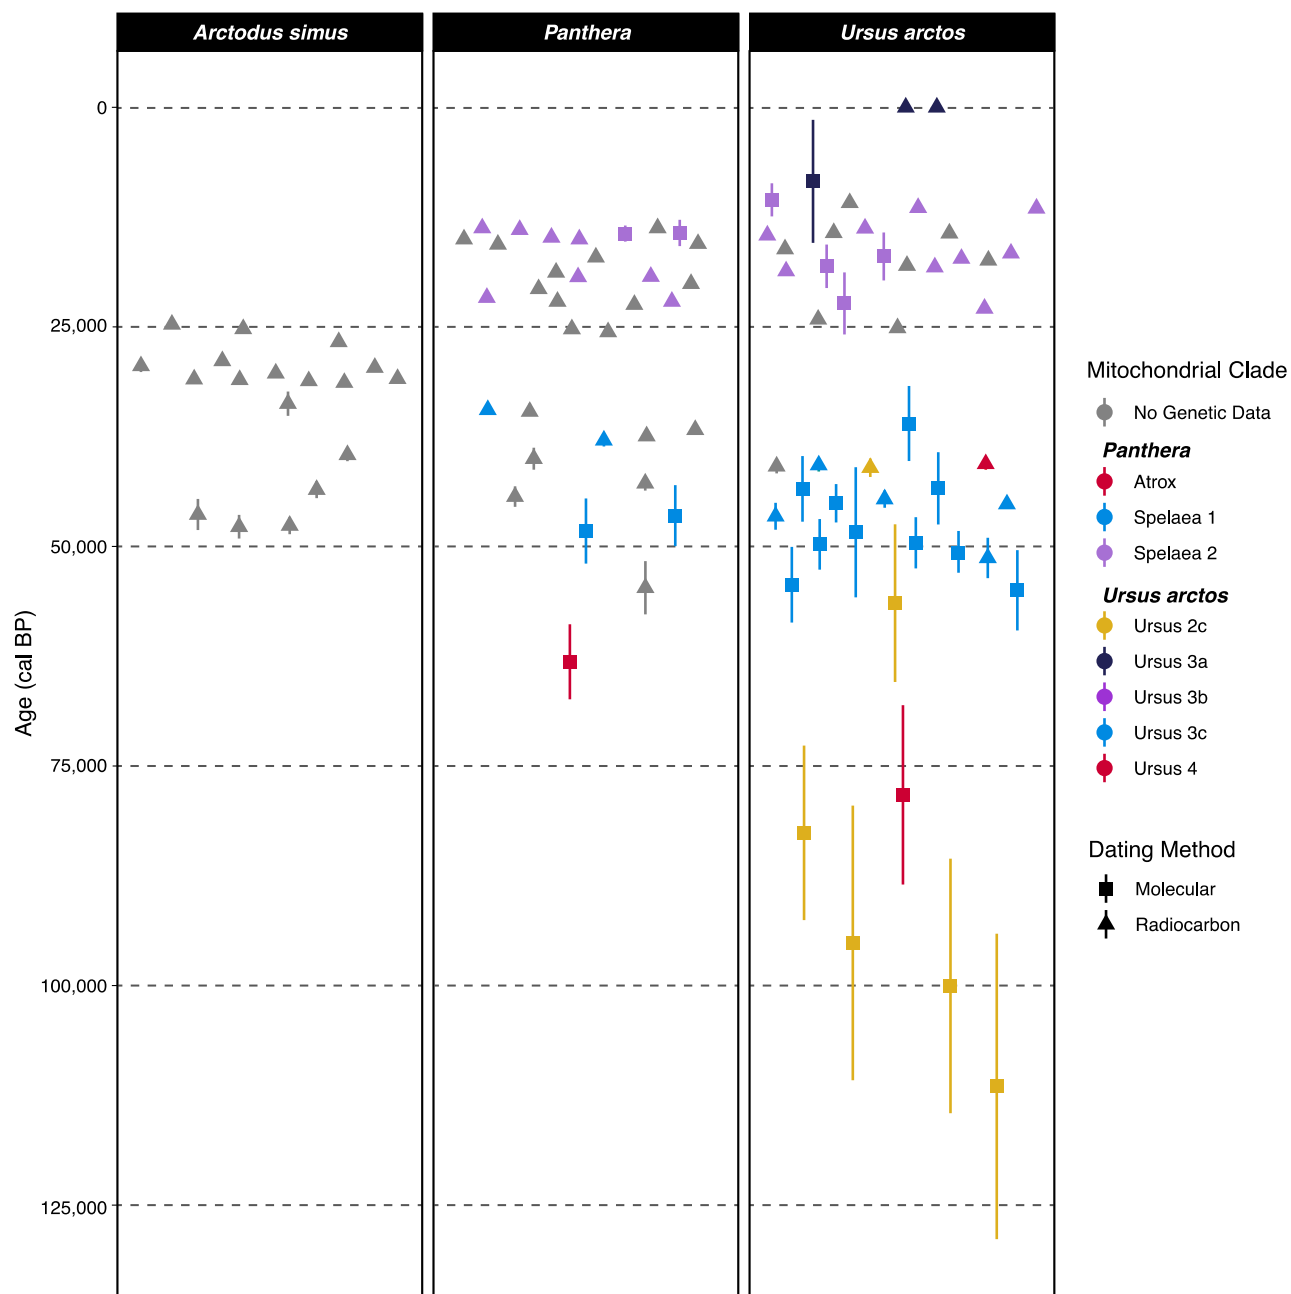 Arctodus simus
Panthera
Ursus arctos
0
25,000
50,000
75,000
100,000
125,000
Age (cal BP)
Mitochondrial Clade
No Genetic Data
Panthera
Atrox
Spelaea 1
Spelaea 2
Ursus arctos
Ursus 2c
Ursus 3a
Ursus 3b
Ursus 3c
Ursus 4
Dating Method
Molecular
Radiocarbon